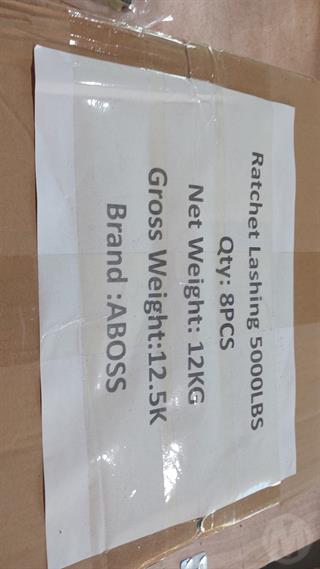 Ratchet Lashing 5000LBS
Qty: 8PCS
Net Weight: 12KG
Gross Weight:12.5K
Brand :ABOSS